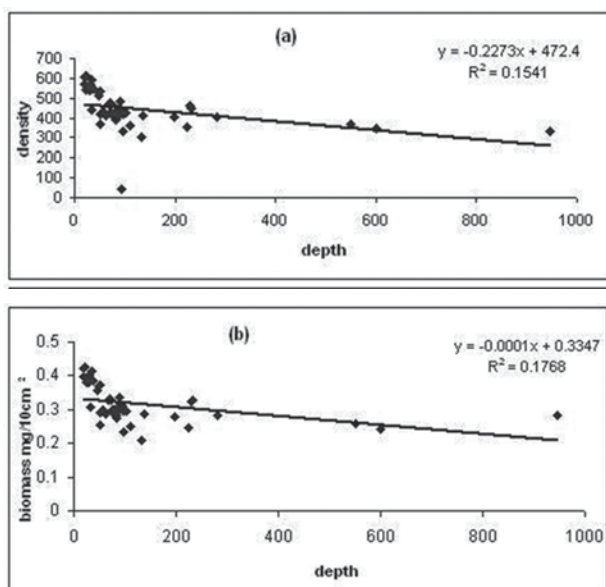 (a)
y = -0.2273x + 472.4
R² = 0.1541
density
700
600
500
400
300
200
100
0
0 200 400 600 800 1000
depth
(b)
y = -0.0001x + 0.3347
R² = 0.1768
biomass mg/10cm ²
0.5
0.4
0.3
0.2
0.1
0
0 200 400 600 800 1000
depth